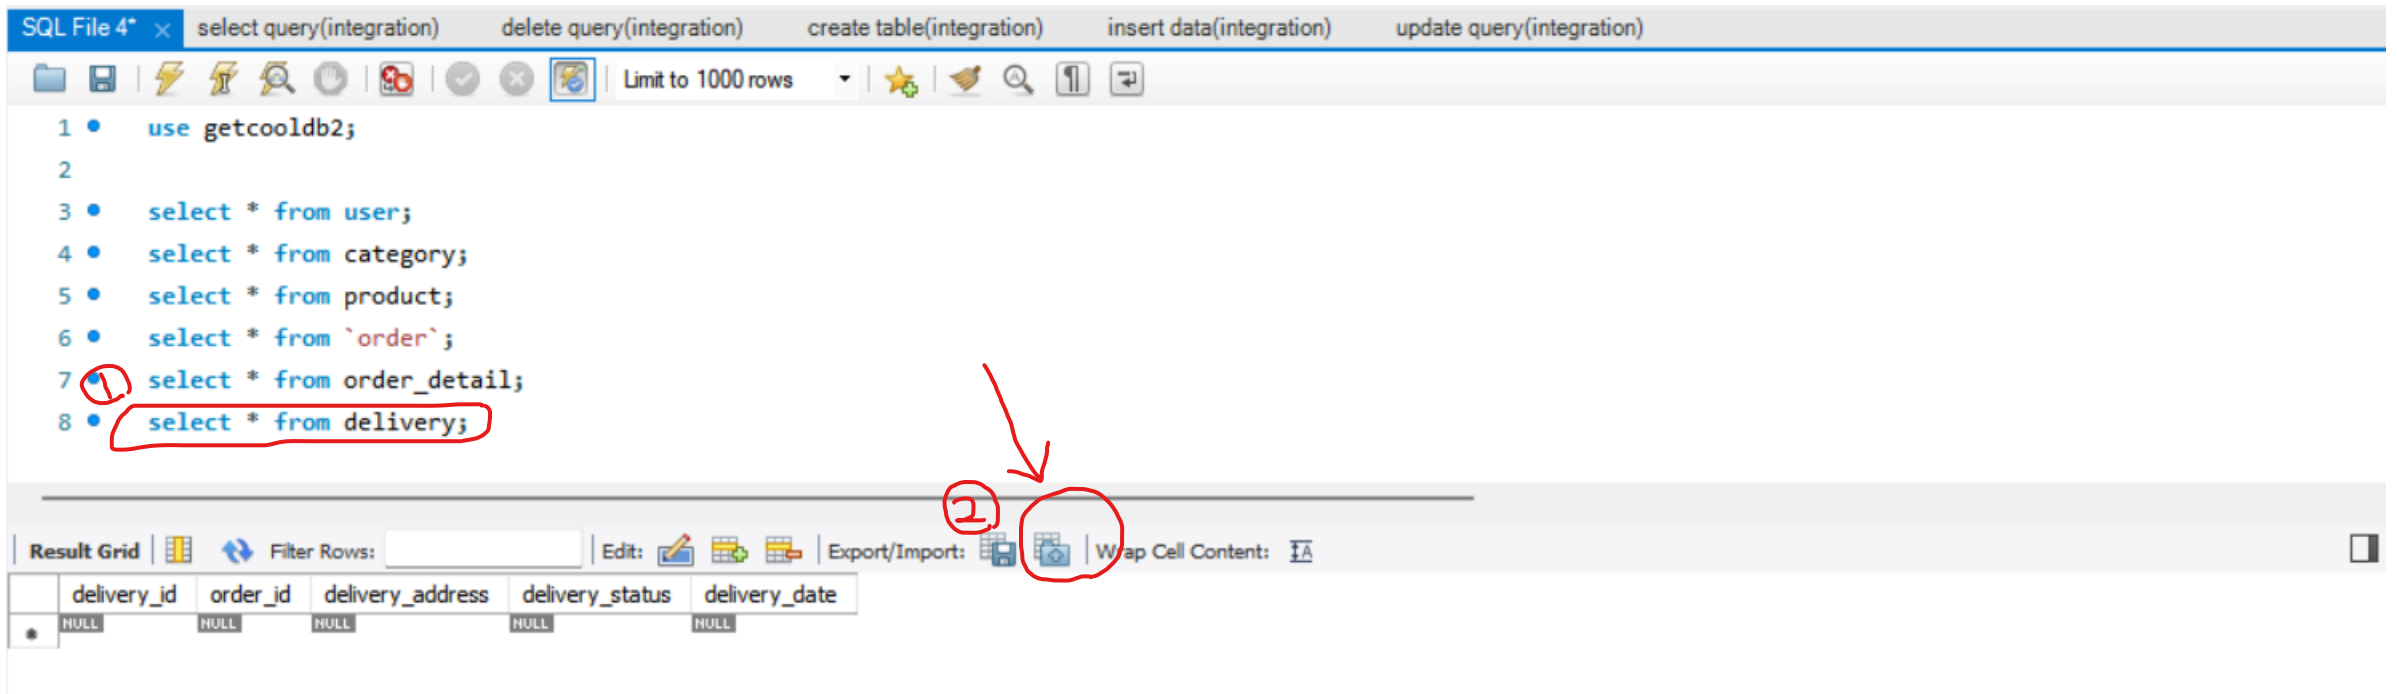 SQL File 4* × select query(integration) delete query(integration) create table(integration) insert data(integration) update query(integration)
Limit to 1000 rows
1 use getcooldb2;
2
3 select * from user;
4 select * from category;
5 select * from product;
6 select * from `order`;
7 1 select * from order_detail;
8 select * from delivery;
2
Result Grid Filter Rows: Edit: Export/Import: Wrap Cell Content: IA
delivery_id order_id delivery_address delivery_status delivery_date
* NULL NULL NULL NULL NULL